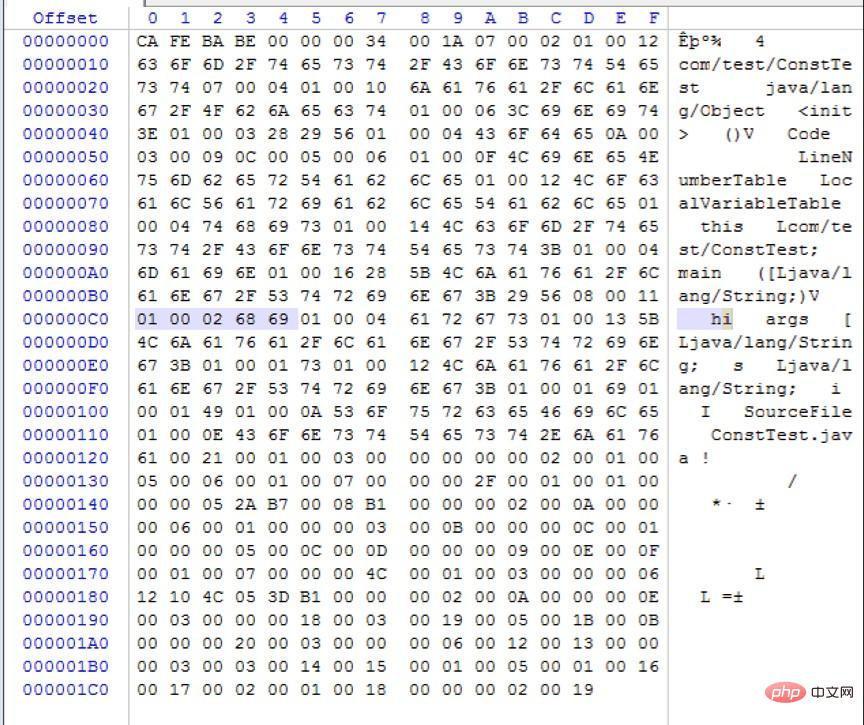 Offset 0 1 2 3 4 5 6 7 8 9 A B C D E F
00000000 CA FE BA BE 00 00 00 34 00 1A 07 00 02 01 00 12 Êþº¾ 4
00000010 63 6F 6D 2F 74 65 73 74 2F 43 6F 6E 73 74 54 65 com/test/ConstTe
00000020 73 74 07 00 04 01 00 10 6A 61 76 61 2F 6C 61 6E st java/lan
00000030 67 2F 4F 62 6A 65 63 74 01 00 06 3C 69 6E 69 74 g/Object <init
00000040 3E 01 00 03 28 29 56 01 00 04 43 6F 64 65 0A 00 > ()V Code
00000050 03 00 09 0C 00 05 00 06 01 00 0F 4C 69 6E 65 4E LineN
00000060 75 6D 62 65 72 54 61 62 6C 65 01 00 12 4C 6F 63 umberTable Loc
00000070 61 6C 56 61 72 69 61 62 6C 65 54 61 62 6C 65 01 alVariableTable
00000080 00 04 74 68 69 73 01 00 14 4C 63 6F 6D 2F 74 65 this Lcom/te
00000090 73 74 2F 43 6F 6E 73 74 54 65 73 74 3B 01 00 04 st/ConstTest;
000000A0 6D 61 69 6E 01 00 16 28 5B 4C 6A 61 76 61 2F 6C main ([Ljava/l
000000B0 61 6E 67 2F 53 74 72 69 6E 67 3B 29 56 08 00 11 ang/String;)V
000000C0 01 00 02 68 69 01 00 04 61 72 67 73 01 00 13 5B hi args [
000000D0 4C 6A 61 76 61 2F 6C 61 6E 67 2F 53 74 72 69 6E Ljava/lang/Strin
000000E0 67 3B 01 00 01 73 01 00 12 4C 6A 61 76 61 2F 6C g; s Ljava/l
000000F0 61 6E 67 2F 53 74 72 69 6E 67 3B 01 00 01 69 01 ang/String; i
00000100 00 01 49 01 00 0A 53 6F 75 72 63 65 46 69 6C 65 I SourceFile
00000110 01 00 0E 43 6F 6E 73 74 54 65 73 74 2E 6A 61 76 ConstTest.jav
00000120 61 00 21 00 01 00 03 00 00 00 00 00 02 00 01 00 a !
00000130 05 00 06 00 01 00 07 00 00 00 2F 00 01 00 01 00 /
00000140 00 00 05 2A B7 00 08 B1 00 00 00 02 00 0A 00 00 *· ±
00000150 00 06 00 01 00 00 00 03 00 0B 00 00 00 0C 00 01
00000160 00 00 00 05 00 0C 00 0D 00 00 00 09 00 0E 00 0F
00000170 00 01 00 07 00 00 00 4C 00 01 00 03 00 00 00 06 L
00000180 12 10 4C 05 3D B1 00 00 00 02 00 0A 00 00 00 0E L =±
00000190 00 03 00 00 00 18 00 03 00 19 00 05 00 1B 00 0B
000001A0 00 00 00 20 00 03 00 00 00 06 00 12 00 13 00 00
000001B0 00 03 00 03 00 14 00 15 00 01 00 05 00 01 00 16
000001C0 00 17 00 02 00 01 00 18 00 00 00 02 00 19
php 中文网